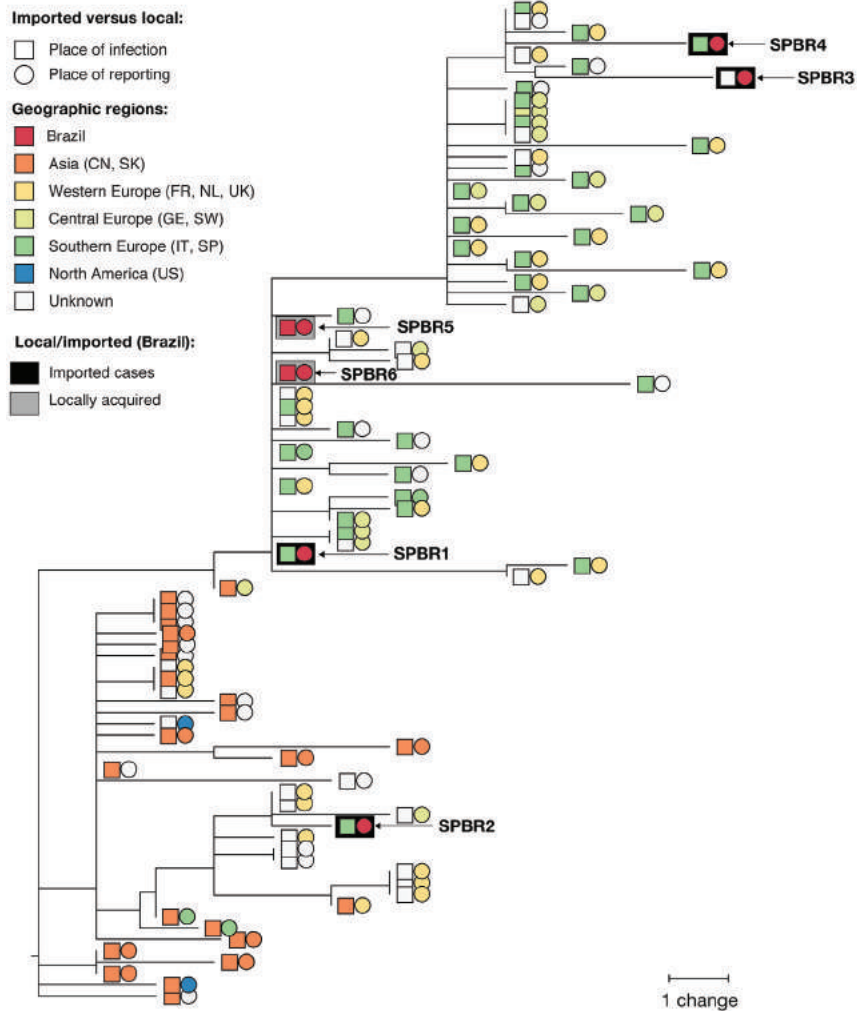 Imported versus local:
Place of infection
Place of reporting
Geographic regions:
Brazil
Asia (CN, SK)
Western Europe (FR, NL, UK)
Central Europe (GE, SW)
Southern Europe (IT, SP)
North America (US)
Unknown
Local/imported (Brazil):
Imported cases
Locally acquired
SPBR4
SPBR3
SPBR5
SPBR6
SPBR1
SPBR2
1 change